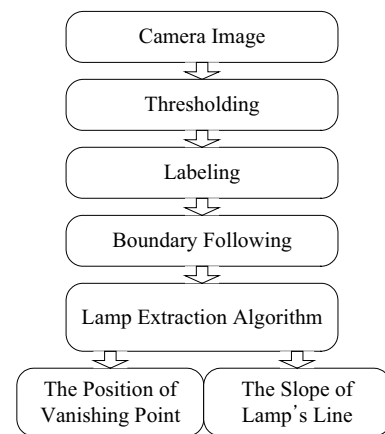 Camera Image
Thresholding
Labeling
Boundary Following
Lamp Extraction Algorithm
The Position of
Vanishing Point
The Slope of
Lamp's Line